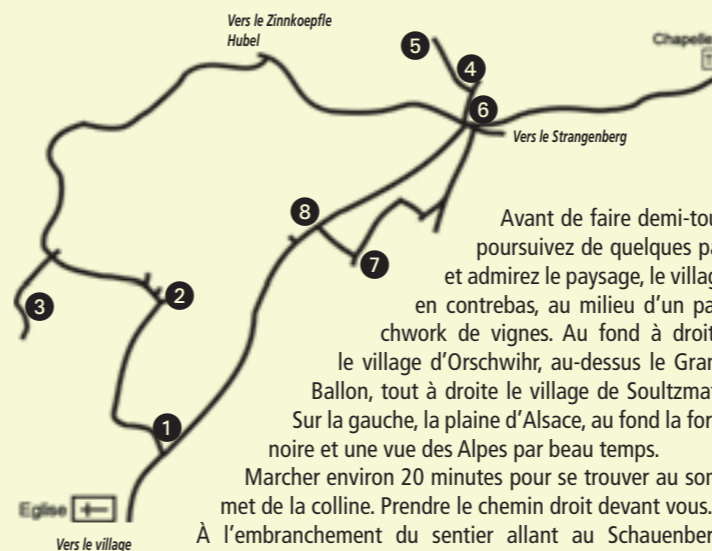 Vers le Zinnkoepfle
Hubel
5
4
Chapelle
6
Vers le Strangenberg
8
7
3
2
1
Eglise
Vers le village
Avant de faire demi-tou
poursuivez de quelques pa
et admirez le paysage, le villag
en contrebas, au milieu d’un pa
chwork de vignes. Au fond à droit
le village d’Orschwihr, au-dessus le Gran
Ballon, tout à droite le village de Soultzma
Sur la gauche, la plaine d’Alsace, au fond la for
noire et une vue des Alpes par beau temps.
Marcher environ 20 minutes pour se trouver au som
met de la colline. Prendre le chemin droit devant vous.
À l’embranchement du sentier allant au Schauenber